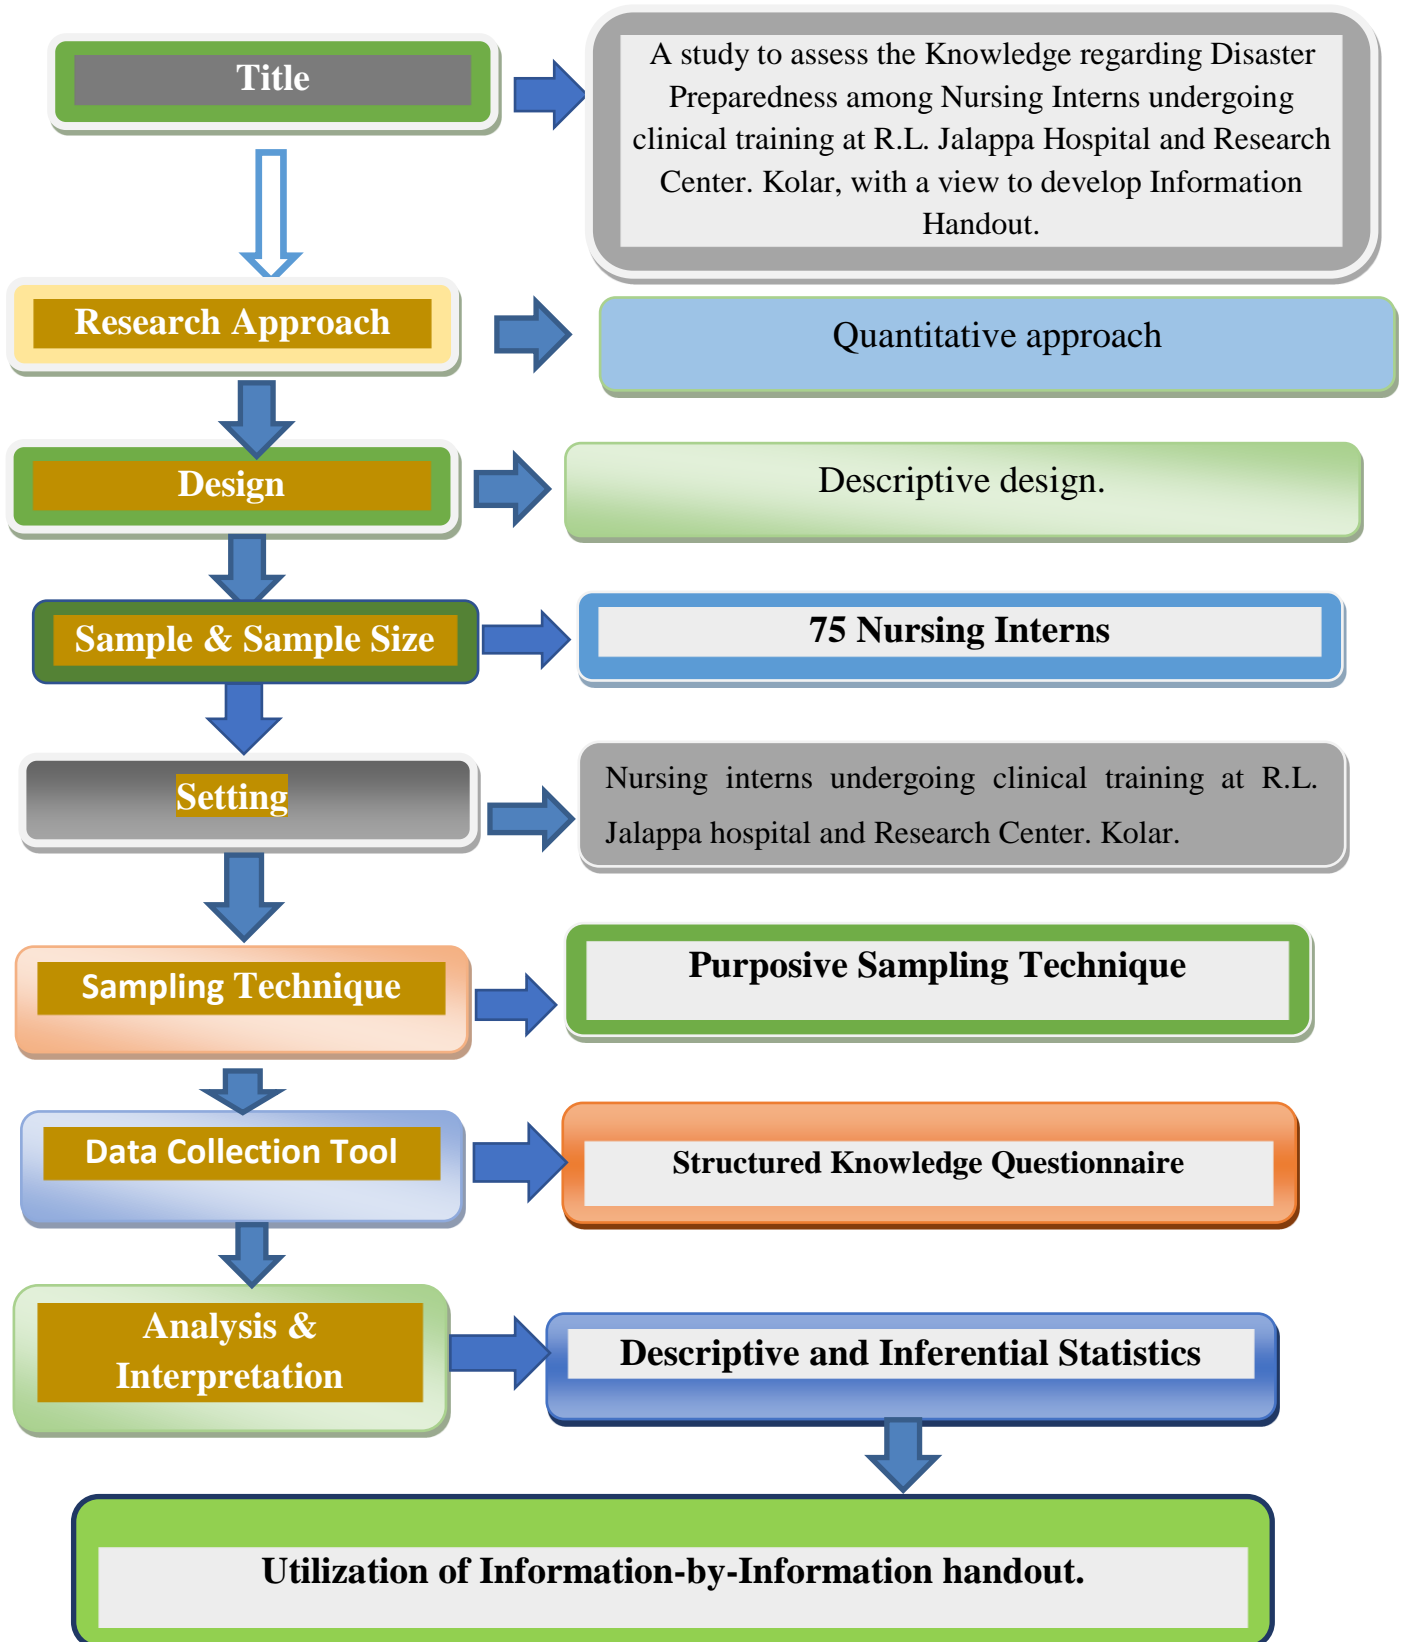 Title
A study to assess the Knowledge regarding Disaster
Preparedness among Nursing Interns undergoing
clinical training at R.L. Jalappa Hospital and Research
Center. Kolar, with a view to develop Information
Handout.
Research Approach
Quantitative approach
Design
Descriptive design.
Sample & Sample Size
75 Nursing Interns
Setting
Nursing interns undergoing clinical training at R.L.
Jalappa hospital and Research Center. Kolar.
Sampling Technique
Purposive Sampling Technique
Data Collection Tool
Structured Knowledge Questionnaire
Analysis &
Interpretation
Descriptive and Inferential Statistics
Utilization of Information-by-Information handout.